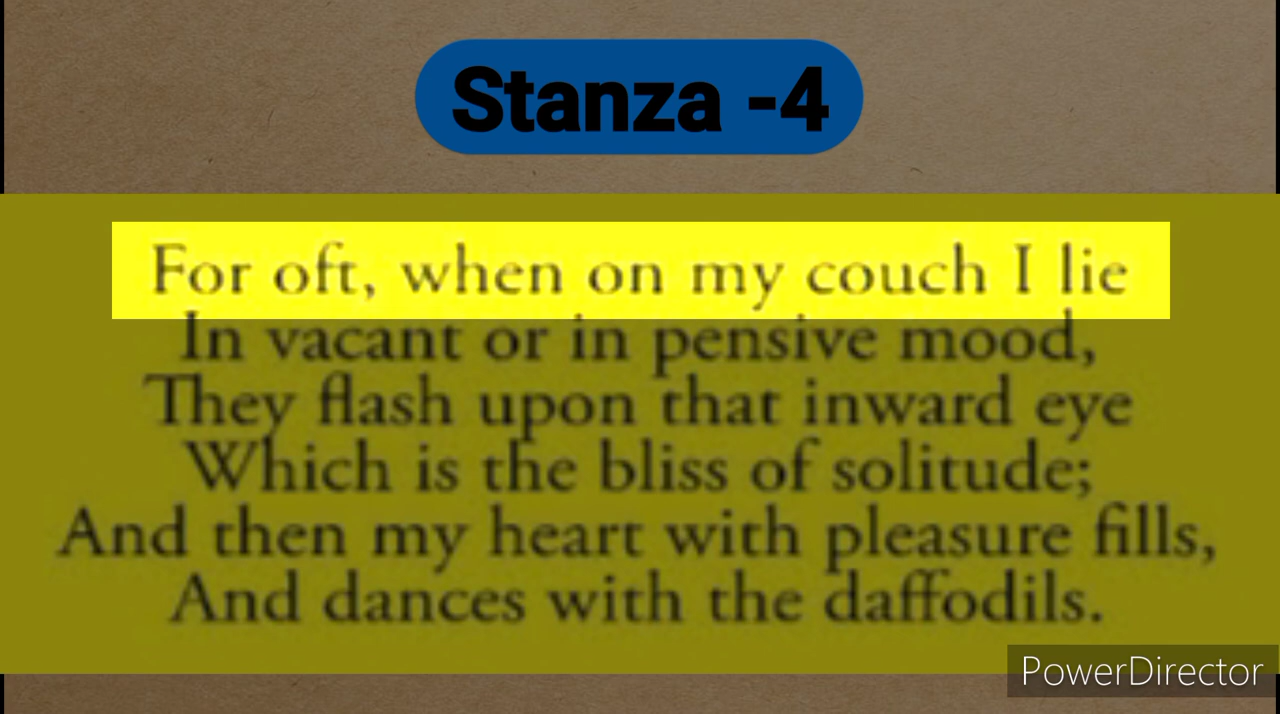 Stanza -4
For oft, when on my couch I lie
In vacant or in pensive mood,
They flash upon that inward eye
Which is the bliss of solitude;
And then my heart with pleasure fills,
And dances with the daffodils.
PowerDirector